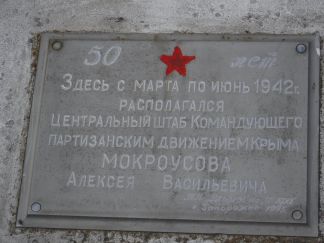 50 лет
Здесь с марта по июнь 1942 г.
располагался
Центральный штаб Командующего
партизанским движением Крыма
МОКРОУСОВА
Алексея Васильевича